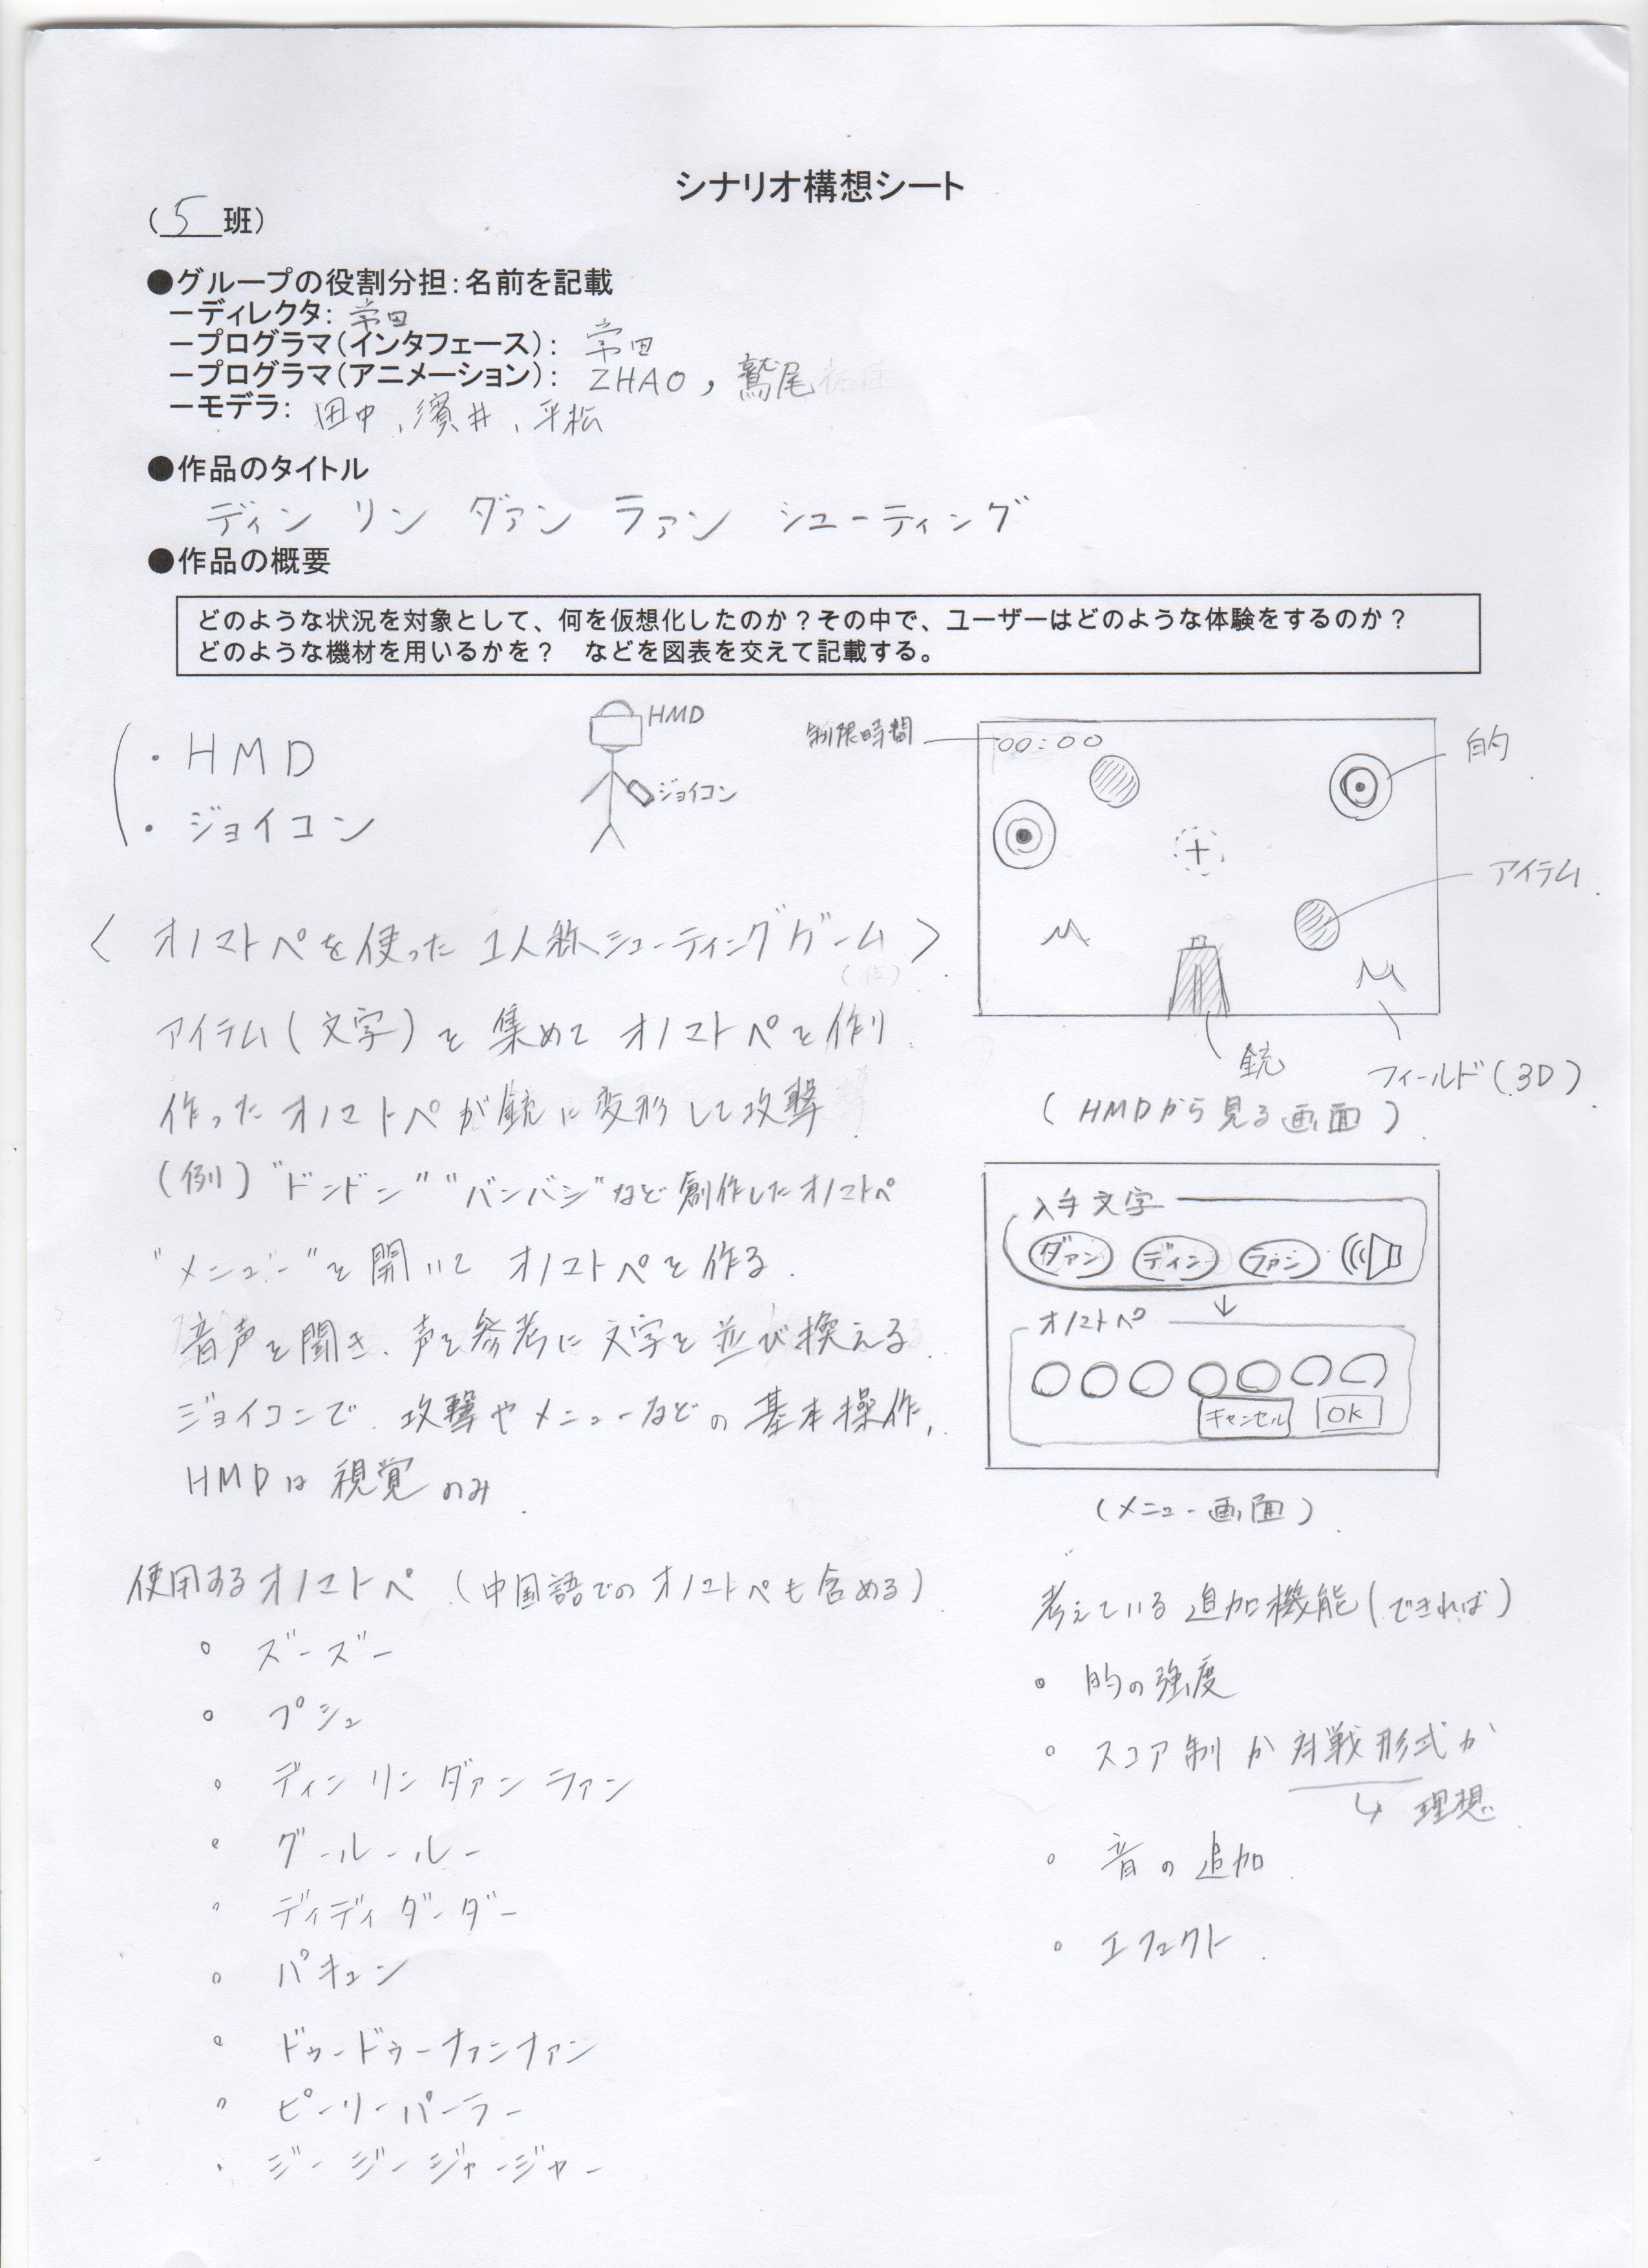 シナリオ構想シート
(5班)
●グループの役割分担:名前を記載
ーディレクタ: 常田
ープログラマ(インタフェース): 常田
ープログラマ(アニメーション): ZHAO, 鷲尾
ーモデラ: 田中、濱井、平松
●作品のタイトル
ディン リン ダァン ラァン シューティング
●作品の概要
どのような状況を対象として、何を仮想化したのか?その中で、ユーザーはどのような体験をするのか?
どのような機材を用いるかを? などを図表を交えて記載する。
・HMD
・ジョイコン
HMD
ジョイコン
制限時間
00:00
的
アイテム
銃
フィールド(3D)
(HMDから見る画面)
<オノマトペを使った1人称シューティングゲーム>
(仮)
アイテム(文字)を集めてオノマトペを作り
作ったオノマトペが銃に変形して攻撃
(例)"ドンドン""バンバン"など創作したオノマトペ
"メニュー"を開いてオノマトペを作る.
音声を聞き、声を参考に文字を並び換える.
ジョイコンで、攻撃やメニューなどの基本操作,
HMDは視覚のみ.
入手文字
ダァン ディン ラァン
↓
オノマトペ
キャンセル OK
(メニュー画面)
使用するオノマトペ(中国語でのオノマトペも含める)
○ ズーズー
○ プシュ
○ ディンリンダァンラァン
○ グールールー
○ ディディダーダー
○ パキュン
○ ドゥードゥーファンファン
○ ピーリーパーラー
・ ジージージャージャー
考えている追加機能(できれば)
○ 的の強度
○ スコア制か対戦形式か
↳ 理想
○ 音の追加
○ エフェクト